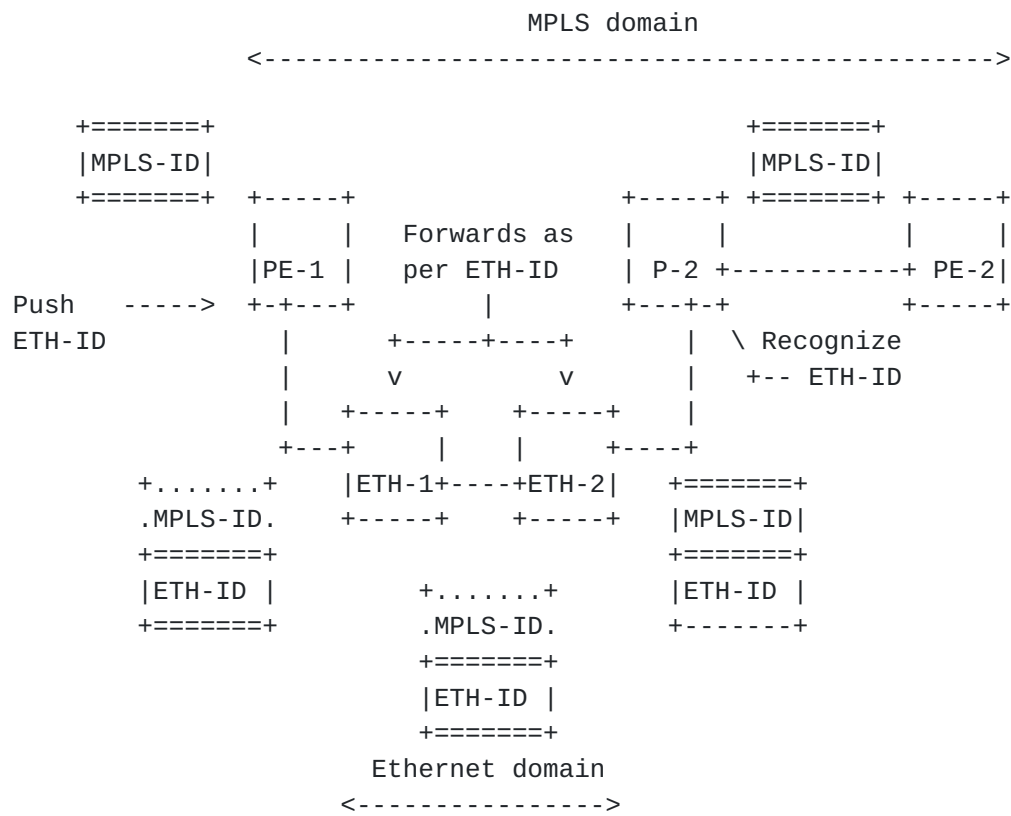 MPLS domain
               <----------------------------------------------->

    +=======+                                  +=======+
    |MPLS-ID|                                  |MPLS-ID|
    +=======+  +-----+                 +-----+ +=======+ +-----+
               |     |   Forwards as   |     |           |     |
               |PE-1 |   per ETH-ID    | P-2 +-----------+ PE-2|
Push   ----->  +-+---+        |        +---+-+           +-----+
ETH-ID           |      +-----+----+       |  \ Recognize
                 |      v          v       |   +-- ETH-ID
                 |   +-----+    +-----+    |
                 +---+     |    |     +----+
        +.......+    |ETH-1+----+ETH-2|   +=======+
        .MPLS-ID.    +-----+    +-----+   |MPLS-ID|
        +=======+                         +=======+
        |ETH-ID |         +.......+       |ETH-ID |
        +=======+         .MPLS-ID.       +-------+
                          +=======+
                          |ETH-ID |
                          +=======+
                       Ethernet domain
                     <---------------->